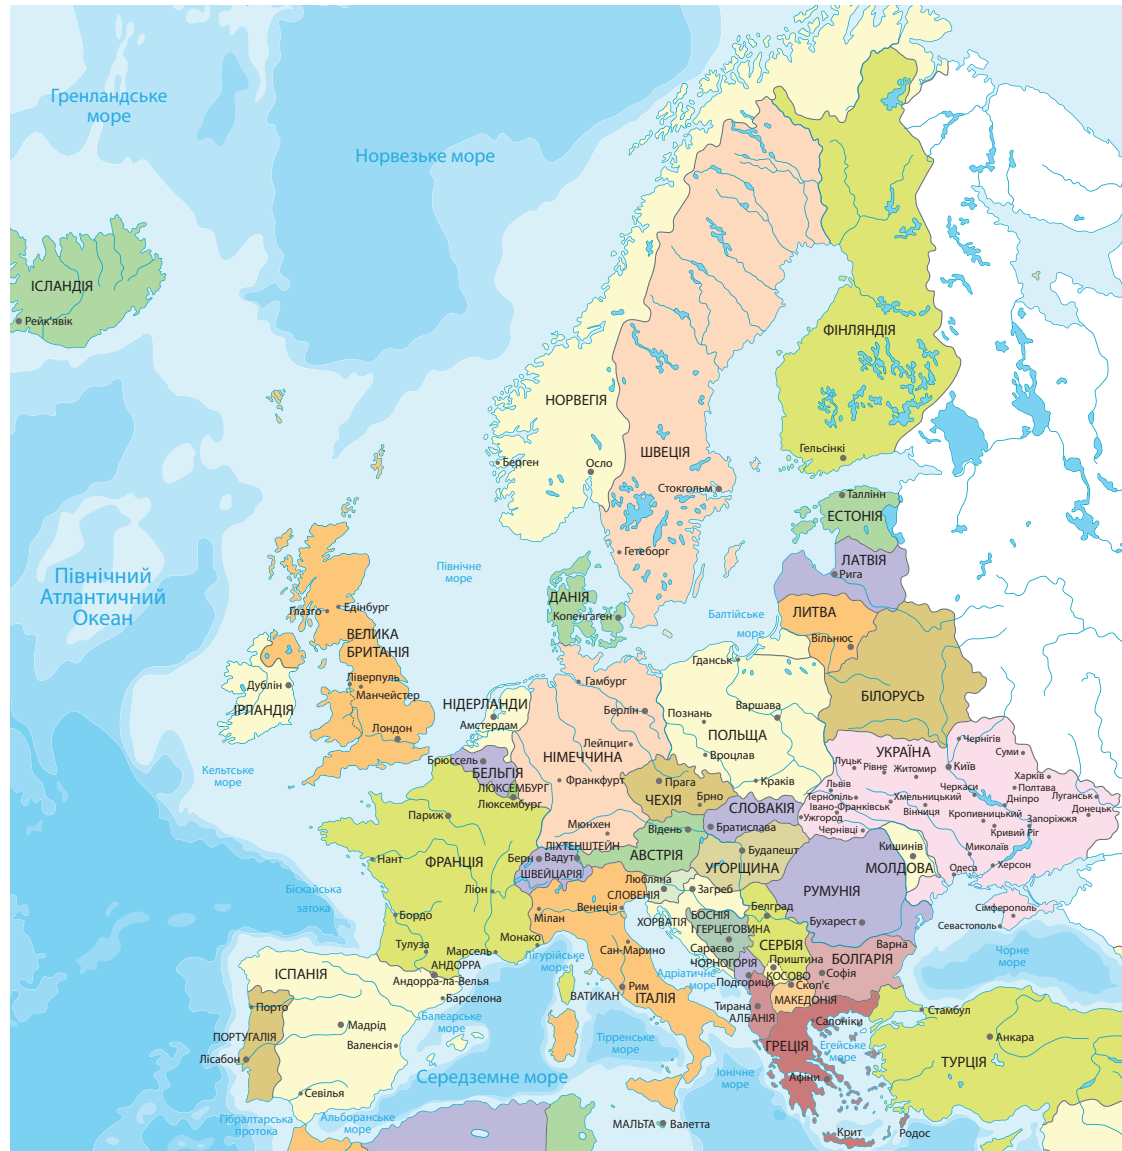 Гренландське
море
Норвезьке море
ІСЛАНДІЯ
Рейк'явік
ФІНЛЯНДІЯ
НОРВЕГІЯ
ШВЕЦІЯ
Гельсінкі
Берген
Осло
Стокгольм
Таллінн
ЕСТОНІЯ
Гетеборг
ЛАТВІЯ
Рига
Північне
море
Північний
Атлантичний
Океан
ДАНІЯ
Копенгаген
Глазго
Едінбург
Балтійське
море
ЛИТВА
Вільнюс
ВЕЛИКА
БРИТАНІЯ
Гданськ
Ліверпуль
Манчейстер
Дублін
ІРЛАНДІЯ
Гамбург
БІЛОРУСЬ
НІДЕРЛАНДИ
Амстердам
Берлін
Познань
Варшава
ПОЛЬЩА
Лондон
Лейпциг
НІМЕЧЧИНА
Вроцлав
Чернігів
УКРАЇНА
Суми
Брюссель
БЕЛЬГІЯ
Кельтське
море
Франкфурт
Прага
Краків
Луцьк
Рівне
Житомир
Київ
Харків
ЛЮКСЕМБУРГ
Люксембург
ЧЕХІЯ
Брно
Львів
Черкаси
Полтава
Тернопіль
Хмельницький
Дніпро
Луганськ
Івано-Франківськ
Вінниця
Донецьк
СЛОВАКІЯ
Ужгород
Кропивницький
Запоріжжя
Париж
Мюнхен
Відень
Братислава
Чернівці
Кривий Ріг
ЛІХТЕНШТЕЙН
Будапешт
Кишинів
Миколаїв
Нант
ФРАНЦІЯ
Берн
Вадут
АВСТРІЯ
УГОРЩИНА
МОЛДОВА
Одеса
Херсон
ШВЕЙЦАРІЯ
Любляна
Біскайська
затока
Ліон
СЛОВЕНІЯ
Загреб
РУМУНІЯ
Венеція
Белград
Сімферополь
Бордо
Мілан
ХОРВАТІЯ
БОСНІЯ
І ГЕРЦЕГОВИНА
Бухарест
Севастополь
Тулуза
Монако
Марсель
Сан-Марино
Сараєво
СЕРБІЯ
Варна
Чорне
море
Лігурійське
море
ЧОРНОГОРІЯ
Приштина
БОЛГАРІЯ
АНДОРРА
Андорра-ла-Велья
ІСПАНІЯ
Адріатичне
море
Подгориця
КОСОВО
Софія
Рим
Скоп'є
Барселона
ВАТИКАН
ІТАЛІЯ
МАКЕДОНІЯ
Порто
Тирана
АЛБАНІЯ
Стамбул
Балеарське
море
Мадрід
Салоніки
ПОРТУГАЛІЯ
Валенсія
Тірренське
море
ГРЕЦІЯ
Егейське
море
Анкара
ТУРЦІЯ
Лісабон
Середземне море
Іонічне
море
Афіни
Севілья
Гібралтарська
протока
Альборанське
море
МАЛЬТА
Валетта
Крит
Родос